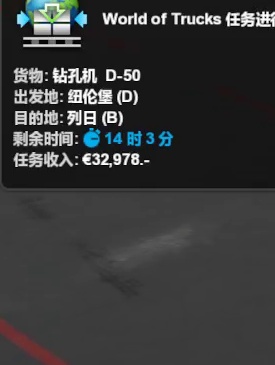 World of Trucks 任务进行
货物: 钻孔机 D-50
出发地: 纽伦堡 (D)
目的地: 列日 (B)
剩余时间: 14 时 3 分
任务收入: €32,978.-